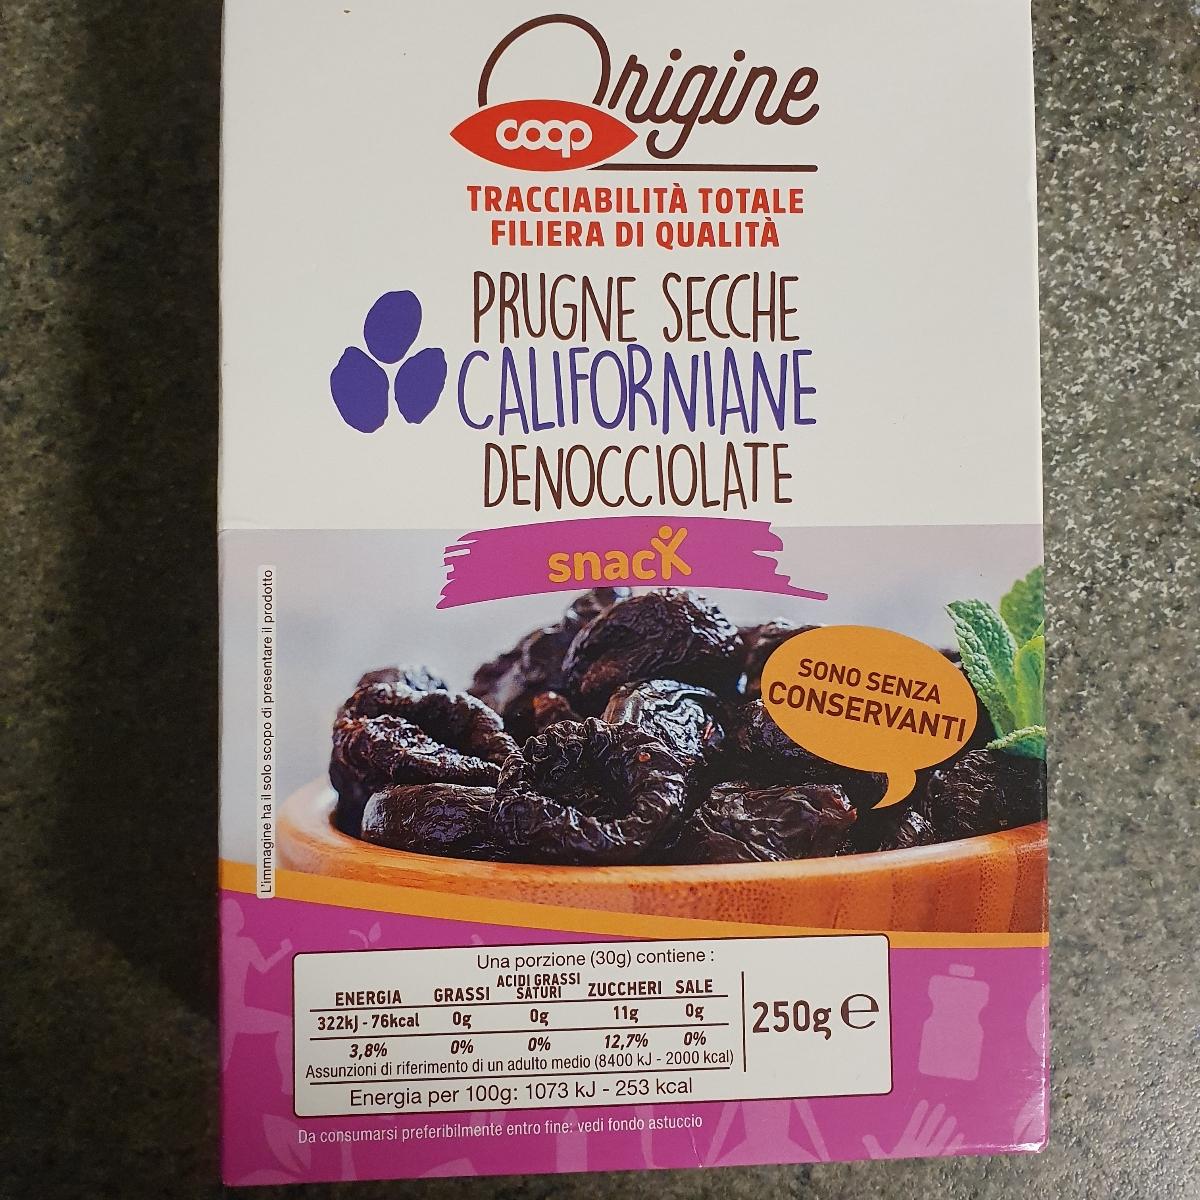 Origine
coop
TRACCIABILITÀ TOTALE
FILIERA DI QUALITÀ
PRUGNE SECCHE
CALIFORNIANE
DENOCCIOLATE
snack
SONO SENZA
CONSERVANTI
L'immagine ha il solo scopo di presentare il prodotto
Una porzione (30g) contiene :
ENERGIA GRASSI ACIDI GRASSI SATURI ZUCCHERI SALE
322kJ - 76kcal 0g 0g 11g 0g
3,8% 0% 0% 12,7% 0%
Assunzioni di riferimento di un adulto medio (8400 kJ - 2000 kcal)
Energia per 100g: 1073 kJ - 253 kcal
250g e
Da consumarsi preferibilmente entro fine: vedi fondo astuccio